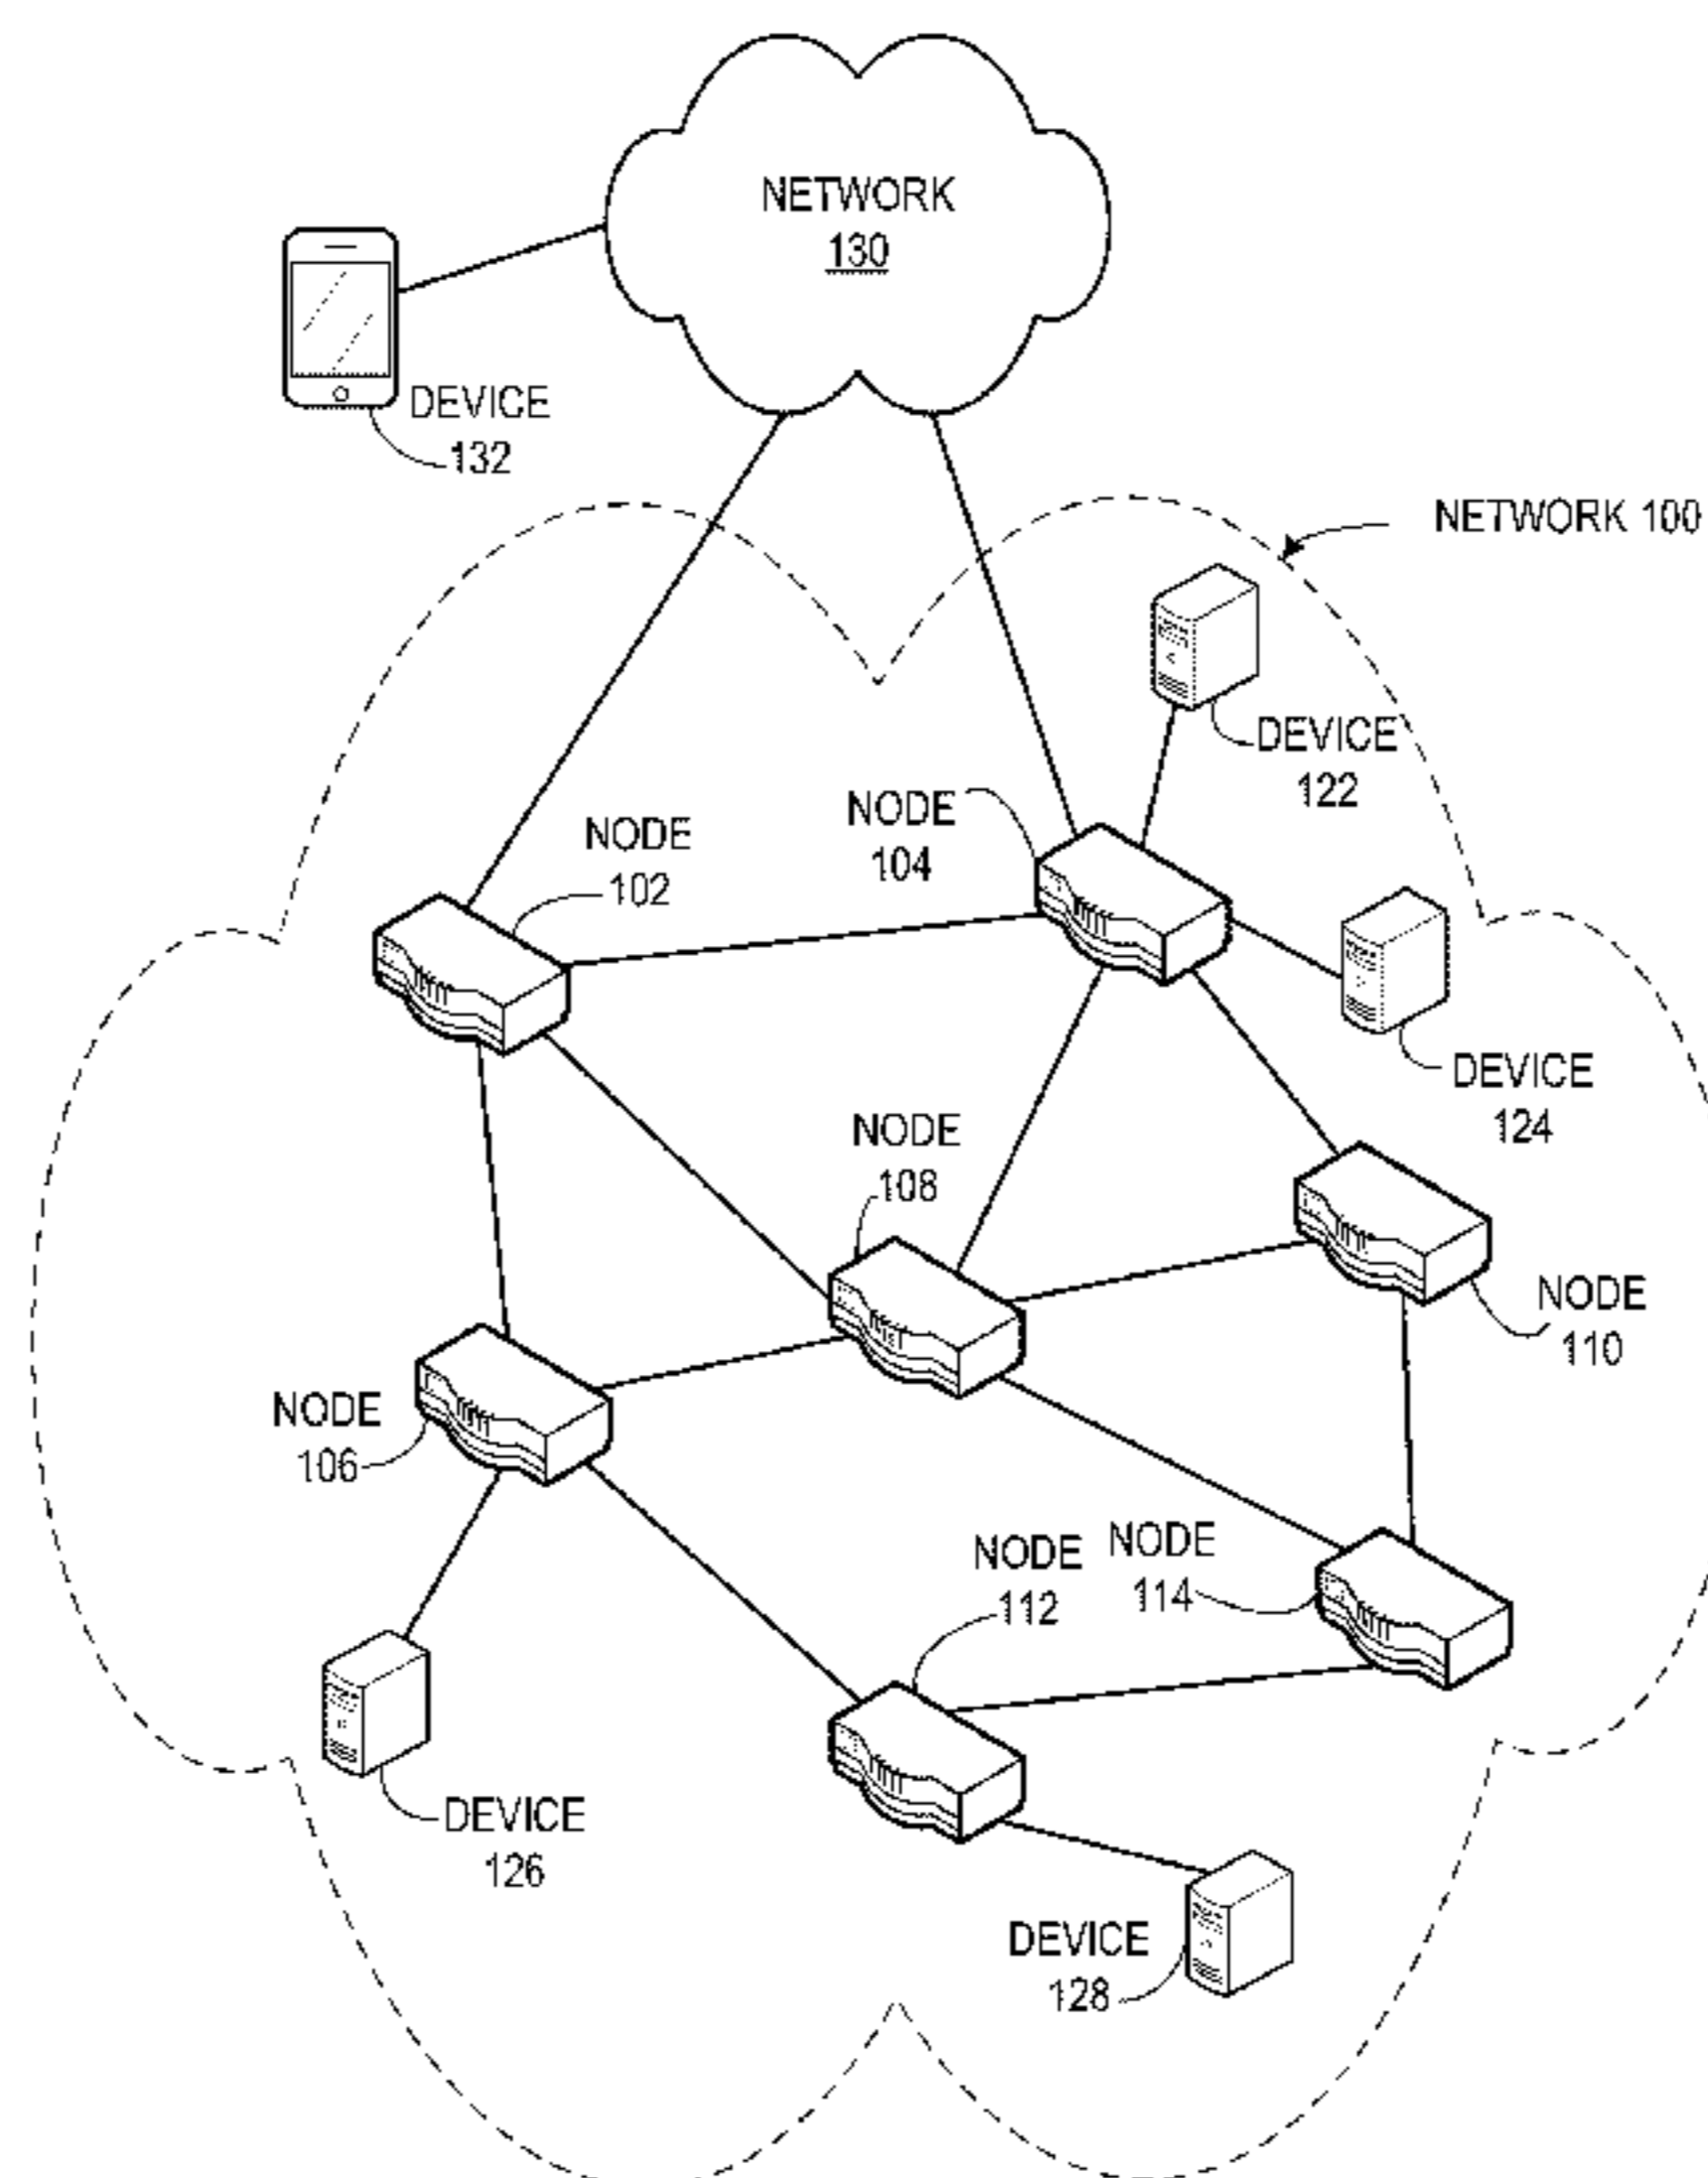 NETWORK
130
DEVICE
132
NETWORK 100
DEVICE
122
NODE
104
NODE
102
DEVICE
124
NODE
108
NODE
110
NODE
106
NODE
112
NODE
114
DEVICE
126
DEVICE
128